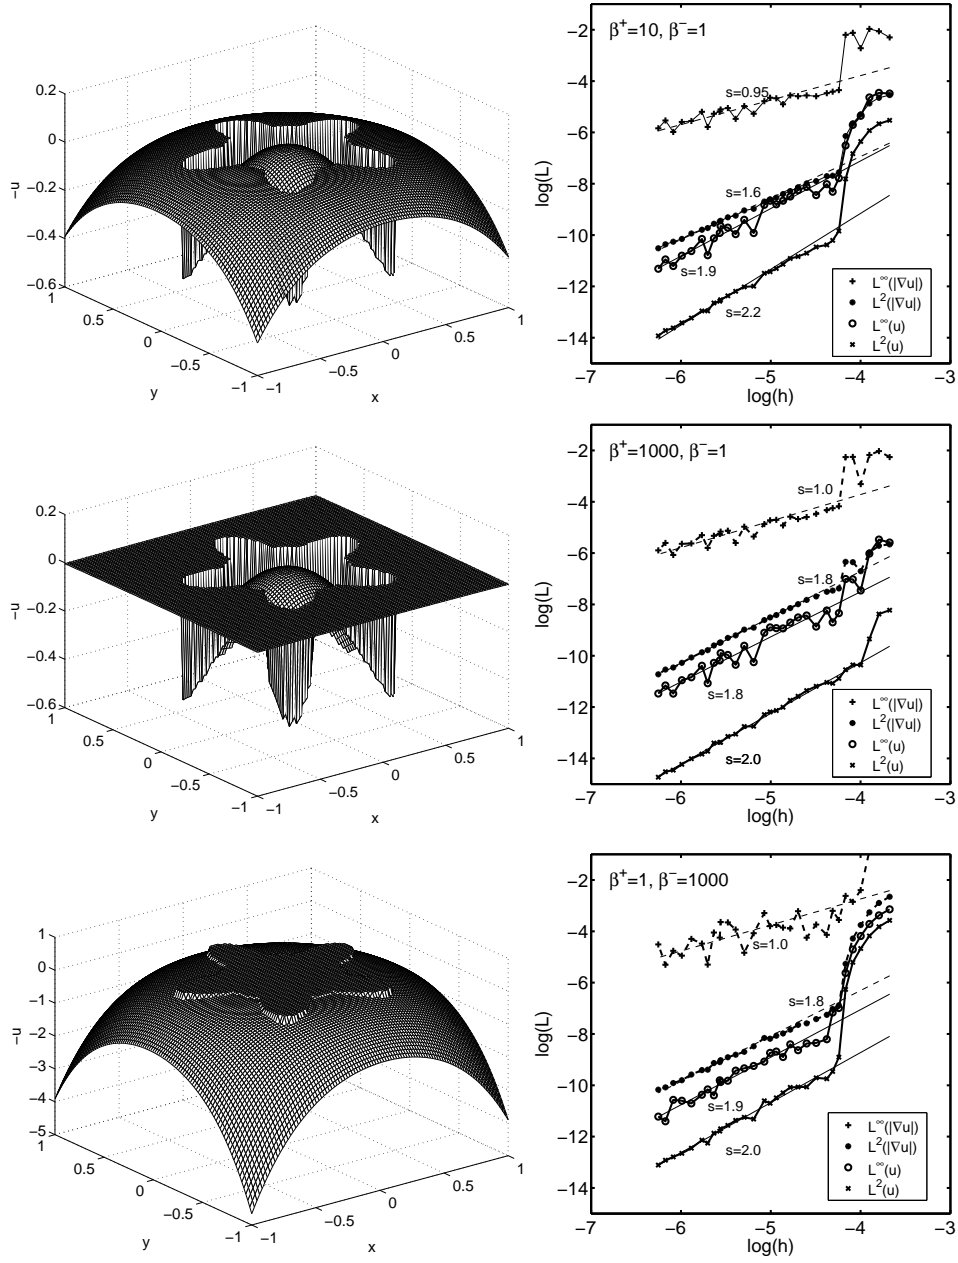 0.2
0
−0.2
−0.4
−0.6
−u
1
0.5
0
−0.5
−1
y
−1
−0.5
0
0.5
1
x
β+=10, β−=1
−2
−4
−6
−8
−10
−12
−14
log(L)
s=0.95
s=1.6
s=1.9
s=2.2
L∞(|∇u|)
L2(|∇u|)
L∞(u)
L2(u)
−7
−6
−5
−4
−3
log(h)
0.2
0
−0.2
−0.4
−0.6
−u
1
0.5
0
−0.5
−1
y
−1
−0.5
0
0.5
1
x
β+=1000, β−=1
−2
−4
−6
−8
−10
−12
−14
log(L)
s=1.0
s=1.8
s=1.8
s=2.0
L∞(|∇u|)
L2(|∇u|)
L∞(u)
L2(u)
−7
−6
−5
−4
−3
log(h)
1
0
−1
−2
−3
−4
−5
−u
1
0.5
0
−0.5
−1
y
−1
−0.5
0
0.5
1
x
β+=1, β−=1000
−2
−4
−6
−8
−10
−12
−14
log(L)
s=1.0
s=1.8
s=1.9
s=2.0
L∞(|∇u|)
L2(|∇u|)
L∞(u)
L2(u)
−7
−6
−5
−4
−3
log(h)